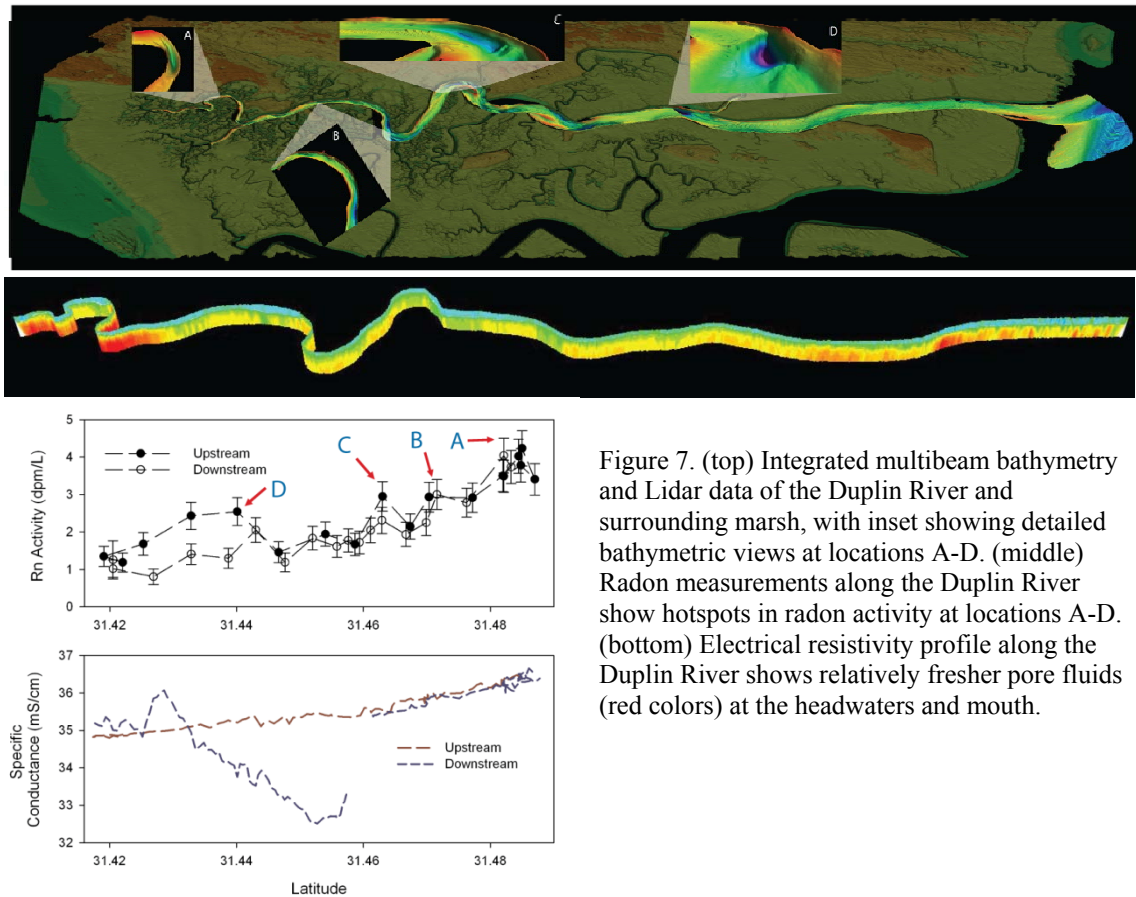 A
C
D
B
Rn Activity (dpm/L)
5
4
3
2
1
0
Upstream
Downstream
D
C
B
A
31.42
31.44
31.46
31.48
Specific
Conductance (mS/cm)
37
36
35
34
33
32
Upstream
Downstream
31.42
31.44
31.46
31.48
Latitude
Figure 7. (top) Integrated multibeam bathymetry
and Lidar data of the Duplin River and
surrounding marsh, with inset showing detailed
bathymetric views at locations A-D. (middle)
Radon measurements along the Duplin River
show hotspots in radon activity at locations A-D.
(bottom) Electrical resistivity profile along the
Duplin River shows relatively fresher pore fluids
(red colors) at the headwaters and mouth.